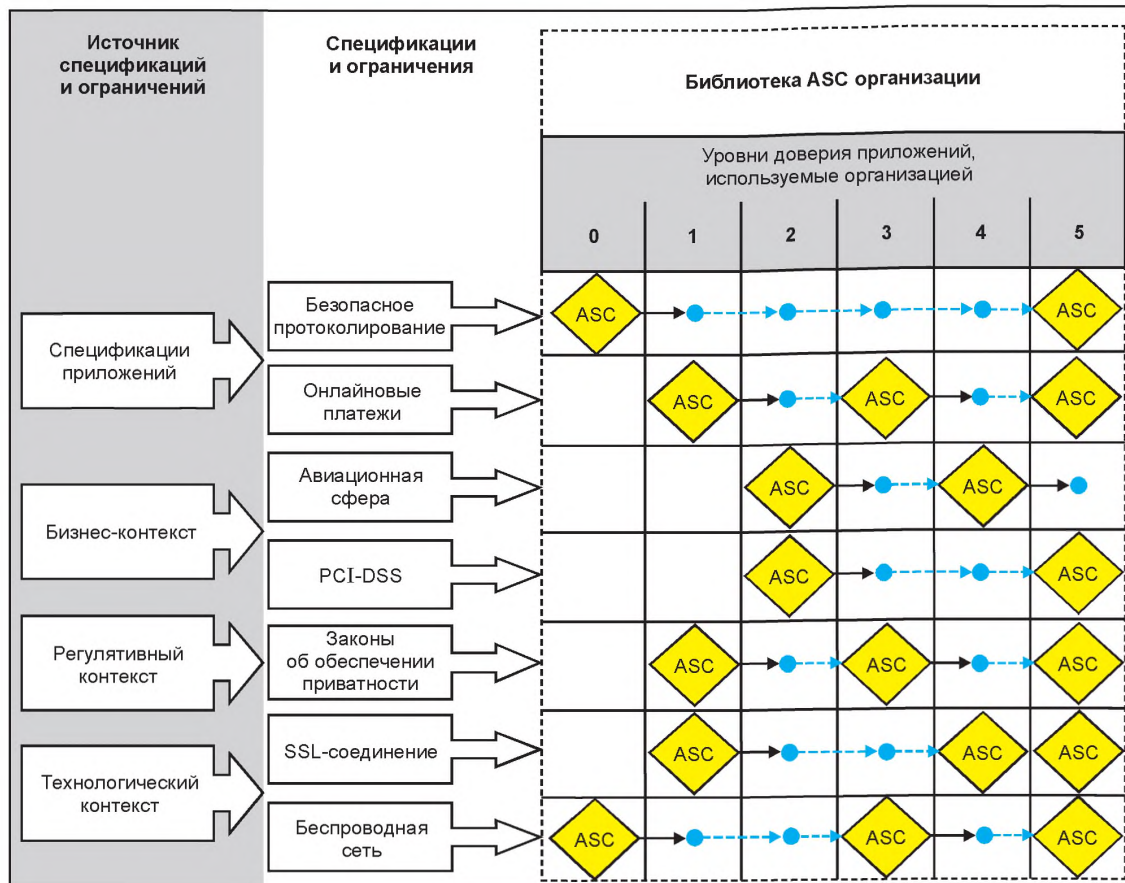 Источник
спецификаций
и ограничений
Спецификации
и ограничения
Библиотека ASC организации
Уровни доверия приложений,
используемые организацией
0 1 2 3 4 5
Спецификации
приложений
Безопасное
протоколирование
ASC ASC
Онлайновые
платежи
ASC ASC ASC
Бизнес-контекст
Авиационная
сфера
ASC ASC
PCI-DSS
ASC ASC
Регулятивный
контекст
Законы
об обеспечении
приватности
ASC ASC ASC
Технологический
контекст
SSL-соединение
ASC ASC ASC
Беспроводная
сеть
ASC ASC ASC